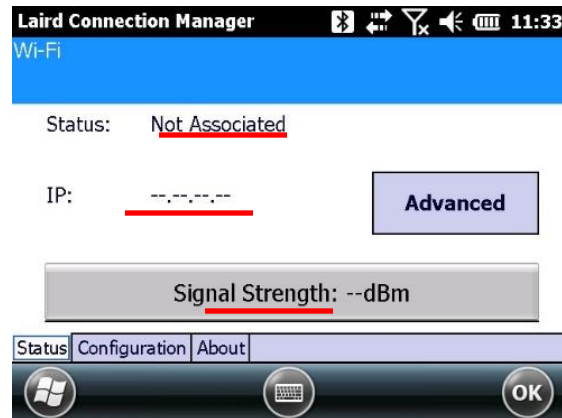 Laird Connection Manager 11:33
Wi-Fi
Status: Not Associated
IP: --.--.--.--
Advanced
Signal Strength: --dBm
Status Configuration About
OK